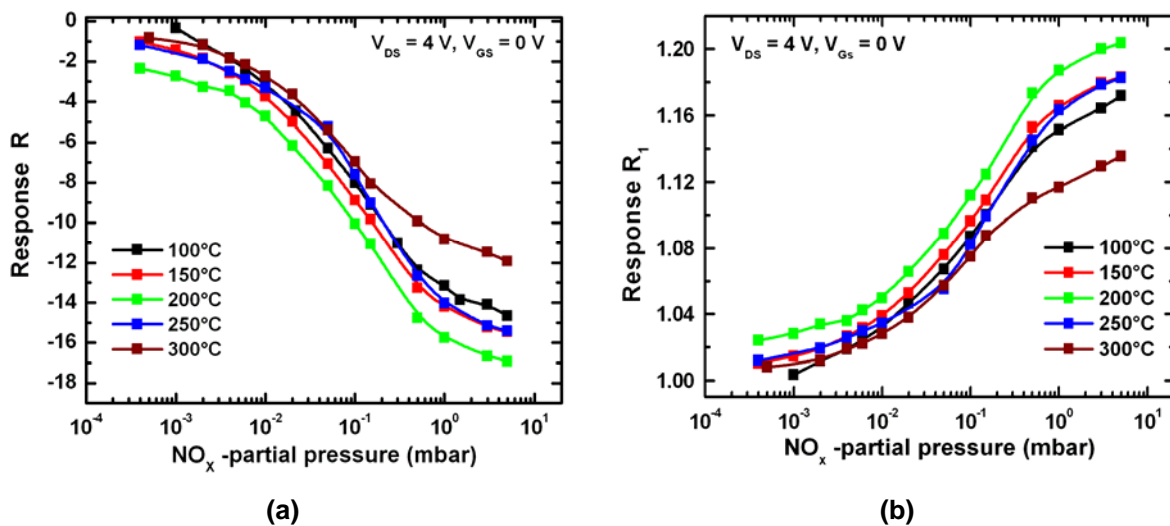 0
-2
-4
-6
-8
-10
-12
-14
-16
-18
Response R
V_DS = 4 V, V_GS = 0 V
100°C
150°C
200°C
250°C
300°C
10^-4 10^-3 10^-2 10^-1 10^0 10^1
NO_x -partial pressure (mbar)
(a)
1.20
1.16
1.12
1.08
1.04
1.00
Response R_1
V_DS = 4 V, V_Gs = 0 V
100°C
150°C
200°C
250°C
300°C
10^-4 10^-3 10^-2 10^-1 10^0 10^1
NO_x -partial pressure (mbar)
(b)